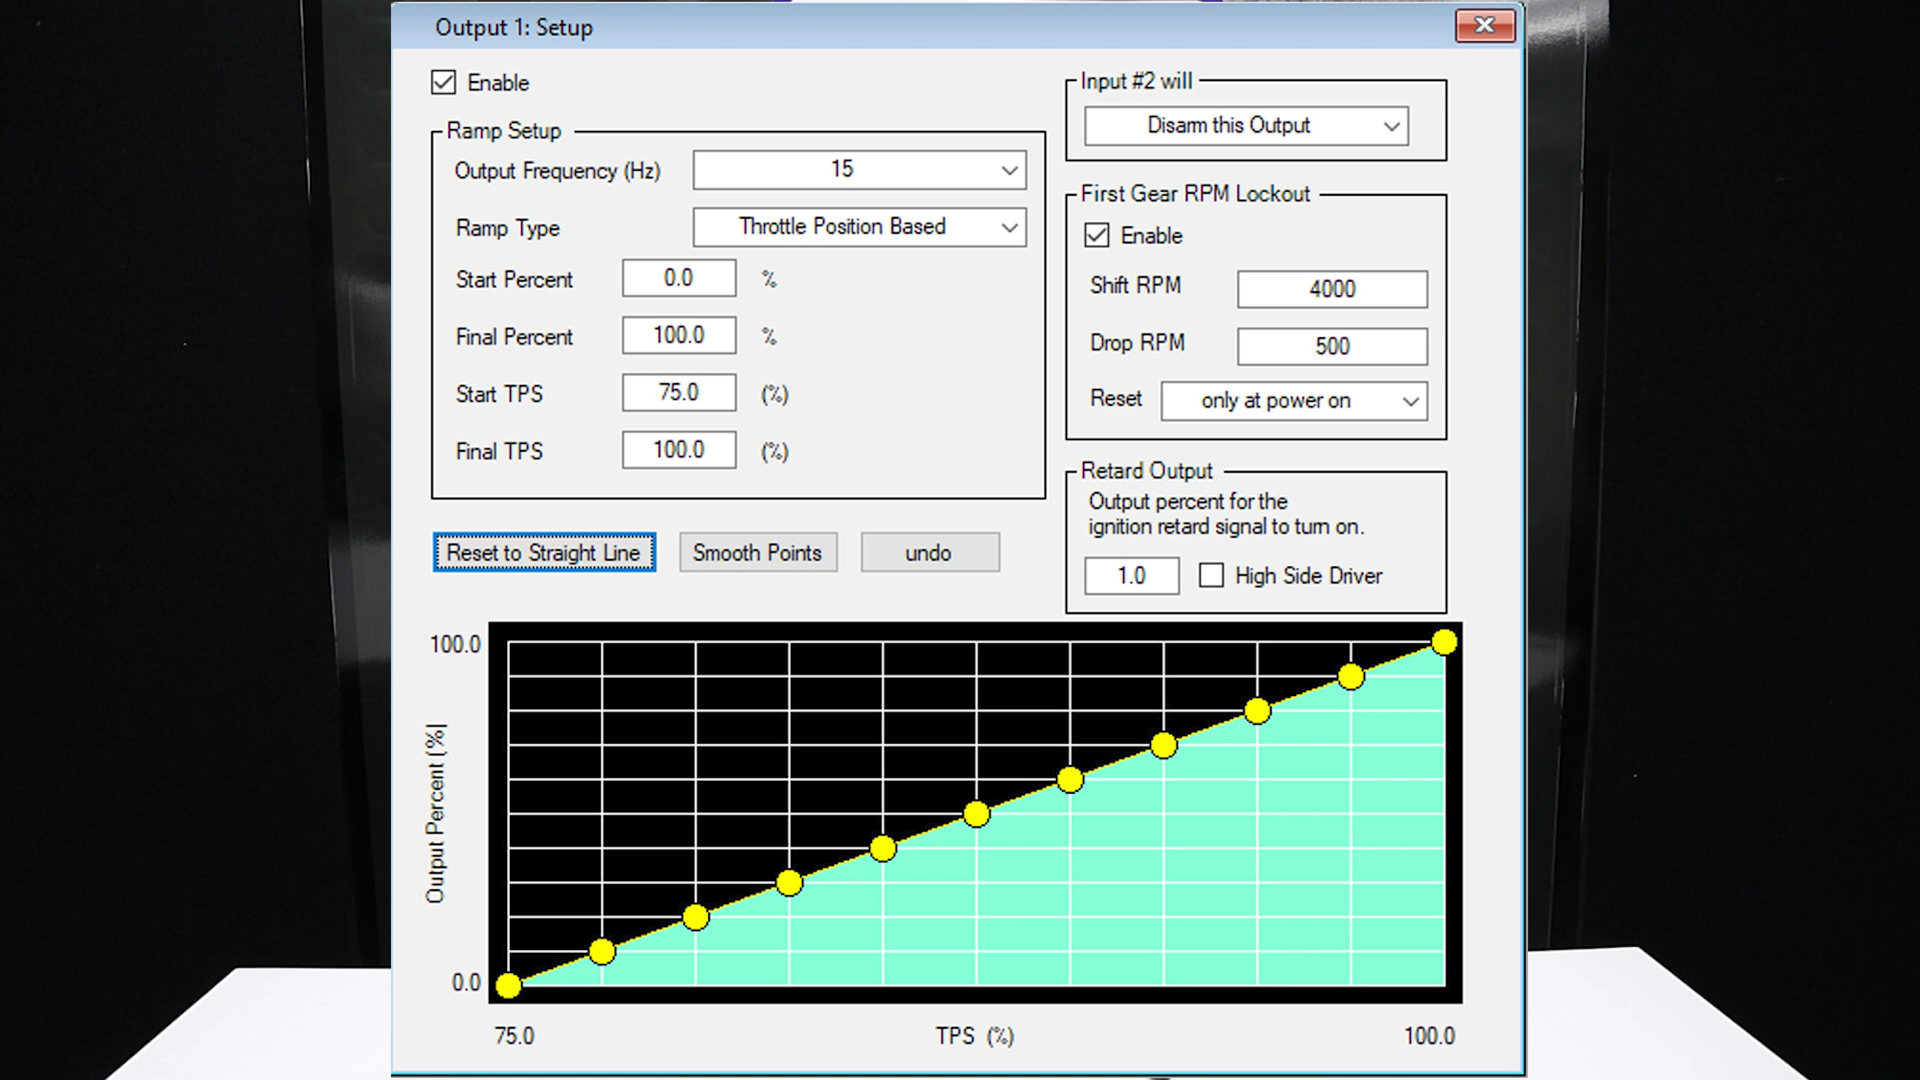 Output 1: Setup
Enable
Ramp Setup
Output Frequency (Hz) 15
Ramp Type Throttle Position Based
Start Percent 0.0 %
Final Percent 100.0 %
Start TPS 75.0 (%)
Final TPS 100.0 (%)
Reset to Straight Line Smooth Points undo
Input #2 will
Disarm this Output
First Gear RPM Lockout
Enable
Shift RPM 4000
Drop RPM 500
Reset only at power on
Retard Output
Output percent for the
ignition retard signal to turn on.
1.0 High Side Driver
100.0
Output Percent (%)
0.0
75.0 TPS (%) 100.0